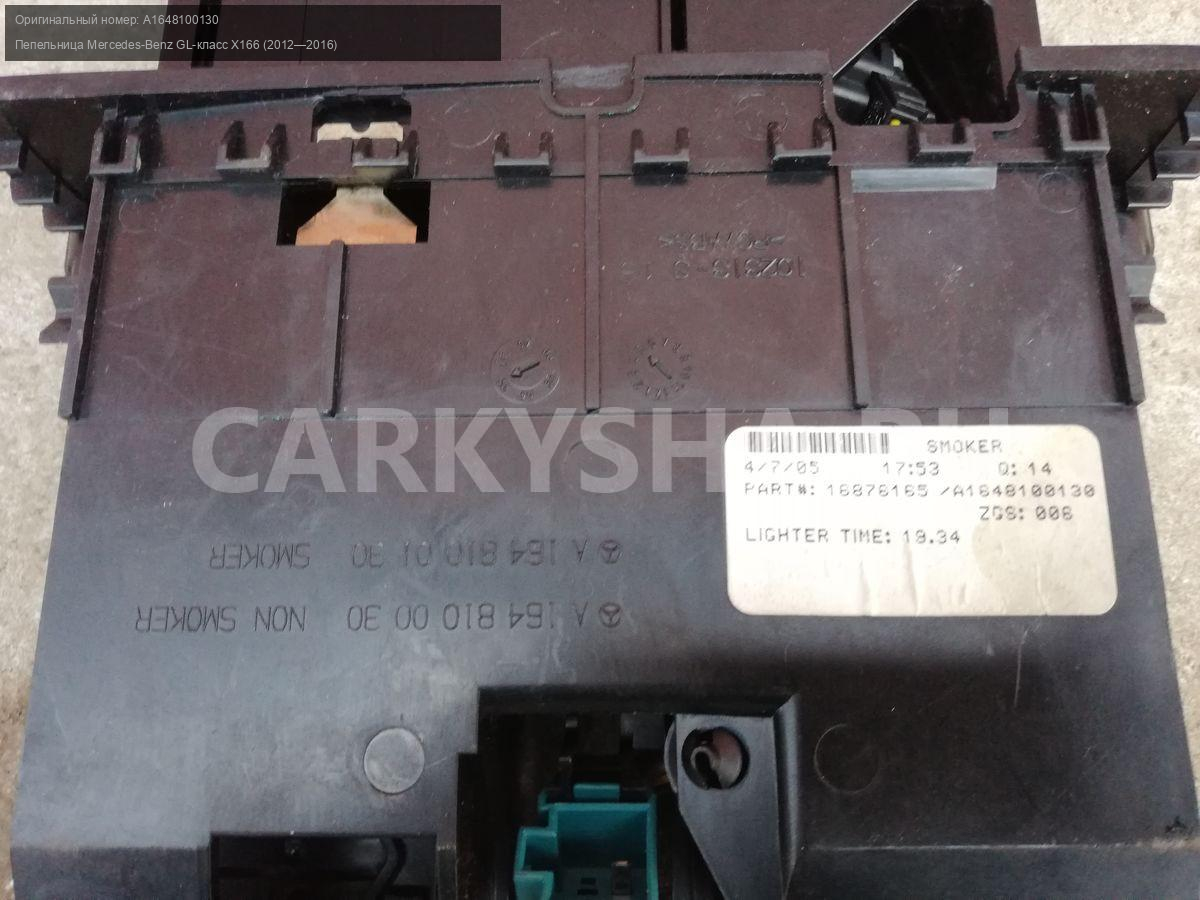 Оригинальный номер: A1648100130
Пепельница Mercedes-Benz GL-класс X166 (2012—2016)
>PC/ABS<
CARKYSHA.RU
SMOKER
4/7/05 17:53 Q: 14
PART#: 16876165 /A1648100130
ZGS: 006
LIGHTER TIME: 19.34
A 164 810 01 30 SMOKER
A 164 810 00 30 NON SMOKER